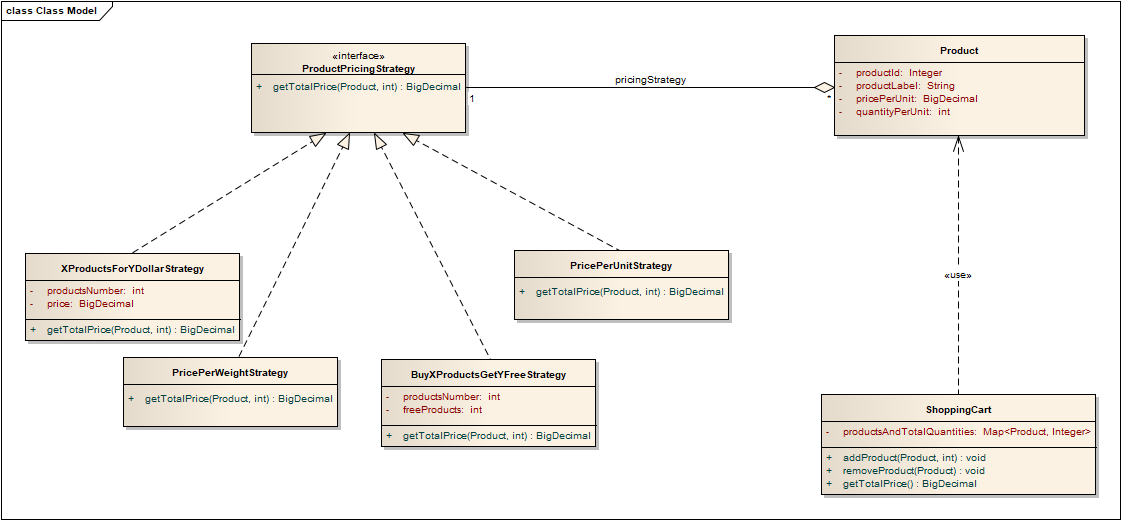 class Class Model
«interface»
ProductPricingStrategy
+ getTotalPrice(Product, int) : BigDecimal
pricingStrategy
1
*
Product
- productId: Integer
- productLabel: String
- pricePerUnit: BigDecimal
- quantityPerUnit: int
XProductsForYDollarStrategy
- productsNumber: int
- price: BigDecimal
+ getTotalPrice(Product, int) : BigDecimal
PricePerUnitStrategy
+ getTotalPrice(Product, int) : BigDecimal
«use»
PricePerWeightStrategy
+ getTotalPrice(Product, int) : BigDecimal
BuyXProductsGetYFreeStrategy
- productsNumber: int
- freeProducts: int
+ getTotalPrice(Product, int) : BigDecimal
ShoppingCart
- productsAndTotalQuantities: Map<Product, Integer>
+ addProduct(Product, int) : void
+ removeProduct(Product) : void
+ getTotalPrice() : BigDecimal